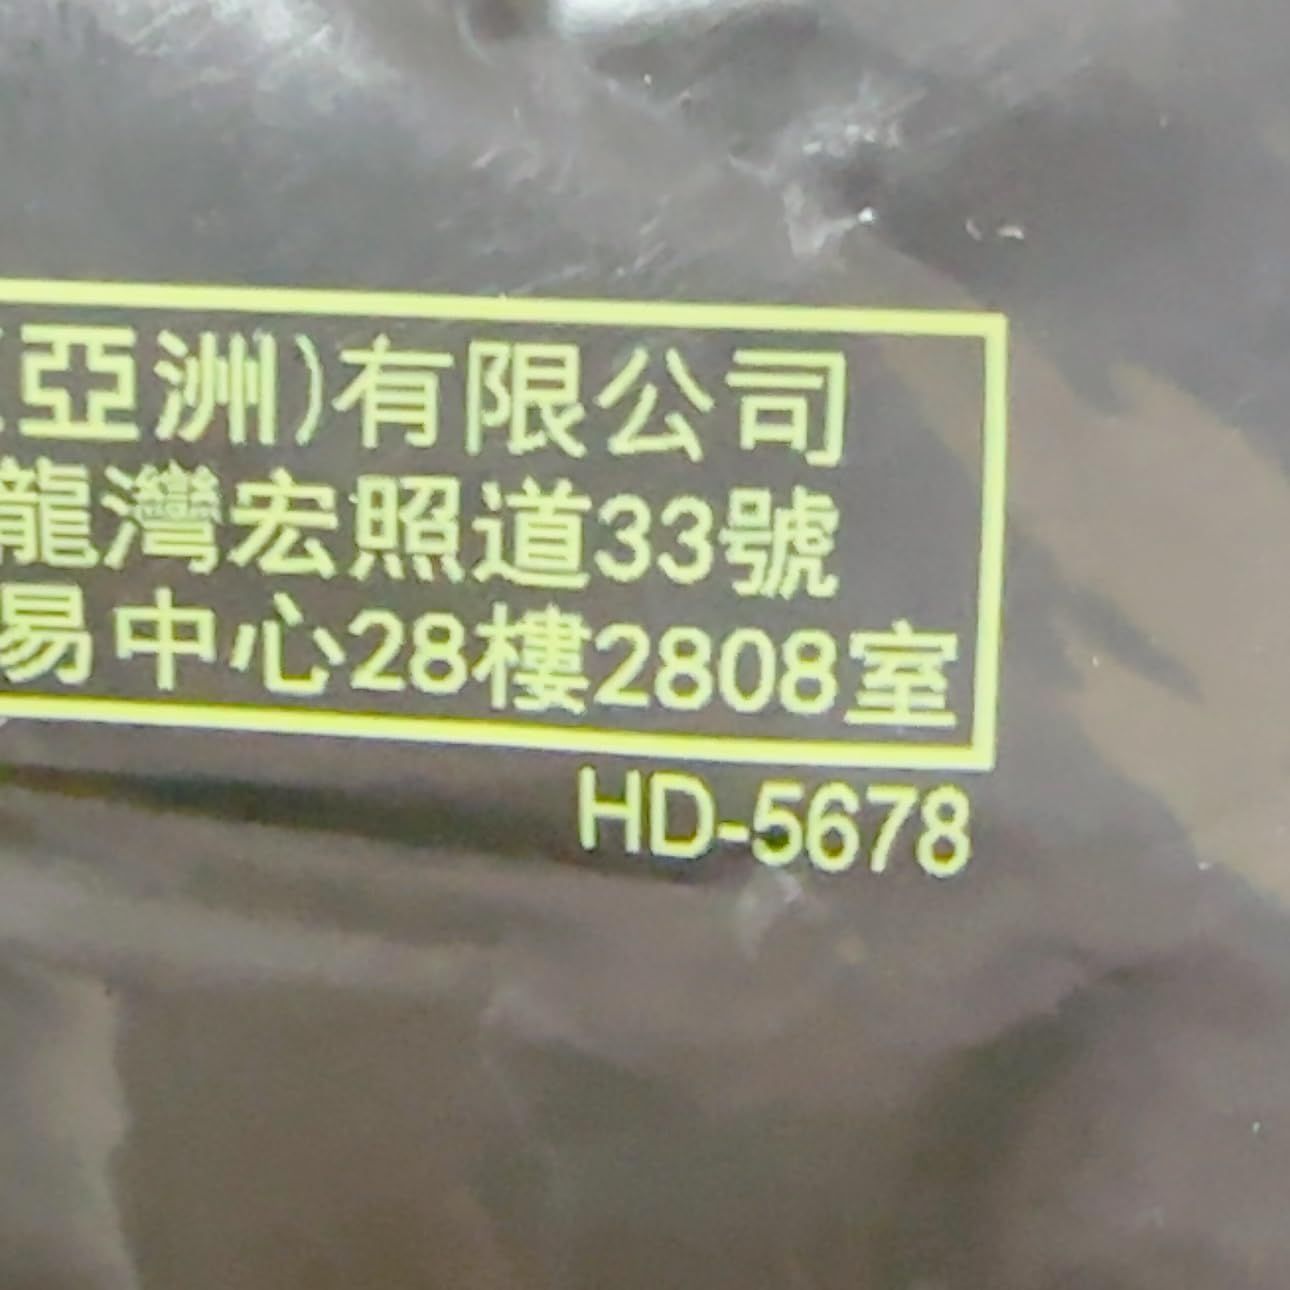 亞洲)有限公司
龍灣宏照道33號
易中心28樓2808室
HD-5678